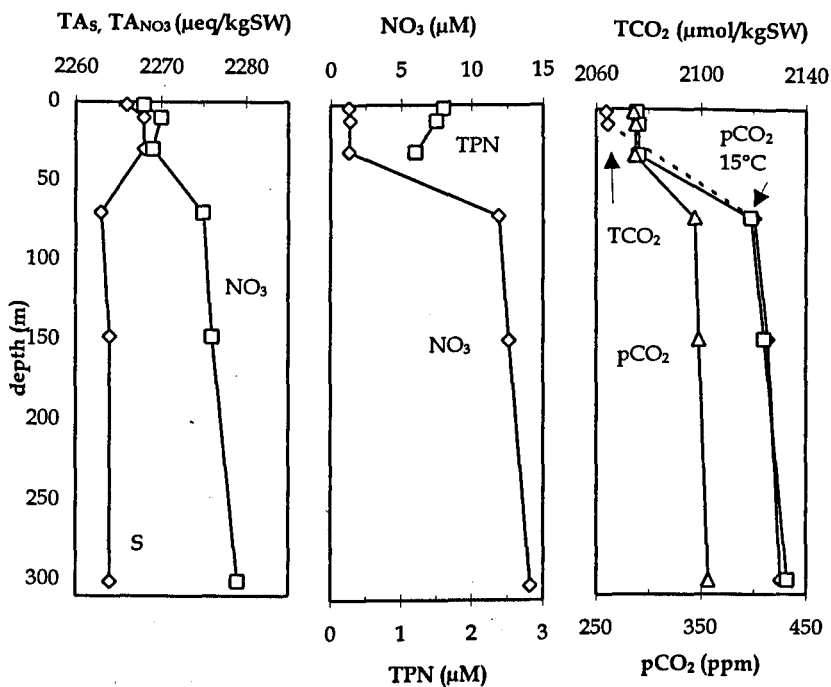 TAS, TANO3 (μeq/kgSW)
NO3 (μM)
TCO2 (μmol/kgSW)
2260 2270 2280
0 5 10 15
2060 2100 2140
0
50
100
150
200
250
300
depth (m)
NO3
S
TPN
NO3
pCO2
15°C
TCO2
pCO2
0 1 2 3
250 350 450
TPN (μM)
pCO2 (ppm)